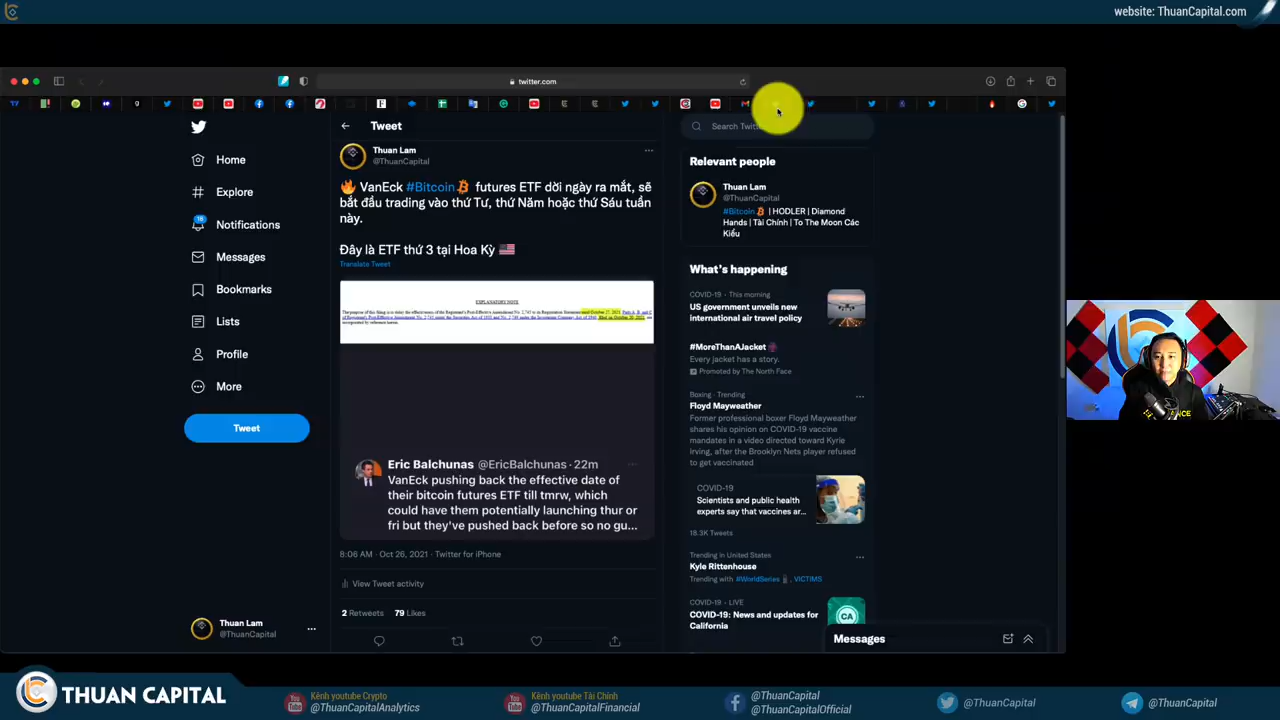 website: ThuanCapital.com
twitter.com
Tweet
Search Twitt
Home
Explore
18
Notifications
Messages
Bookmarks
Lists
Profile
More
Tweet
Thuan Lam
@ThuanCapital
Thuan Lam
@ThuanCapital
🔥 VanEck #Bitcoin futures ETF dời ngày ra mắt, sẽ
bắt đầu trading vào thứ Tư, thứ Năm hoặc thứ Sáu tuần
này.
Đây là ETF thứ 3 tại Hoa Kỳ 🇺🇸
Translate Tweet
EXPLANATORY NOTE
Eric Balchunas @EricBalchunas · 22m
VanEck pushing back the effective date of
their bitcoin futures ETF till tmrw, which
could have them potentially launching thur or
fri but they've pushed back before so no gu...
8:06 AM · Oct 26, 2021 · Twitter for iPhone
View Tweet activity
2 Retweets 79 Likes
Relevant people
Thuan Lam
@ThuanCapital
#Bitcoin | HODLER | Diamond
Hands | Tài Chính | To The Moon Các
Kiểu
What's happening
COVID-19 · This morning
US government unveils new
international air travel policy
#MoreThanAJacket
Every jacket has a story.
Promoted by The North Face
Boxing · Trending
Floyd Mayweather
Former professional boxer Floyd Mayweather
shares his opinion on COVID-19 vaccine
mandates in a video directed toward Kyrie
Irving, after the Brooklyn Nets player refused
to get vaccinated
COVID-19
Scientists and public health
experts say that vaccines ar...
18.3K Tweets
Trending in United States
Kyle Rittenhouse
Trending with #WorldSeries, VICTIMS
COVID-19 · LIVE
COVID-19: News and updates for
California
CA
Messages
THUAN CAPITAL
Kênh youtube Crypto
@ThuanCapitalAnalytics
Kênh youtube Tài Chính
@ThuanCapitalFinancial
@ThuanCapital
@ThuanCapitalOfficial
@ThuanCapital
@ThuanCapital